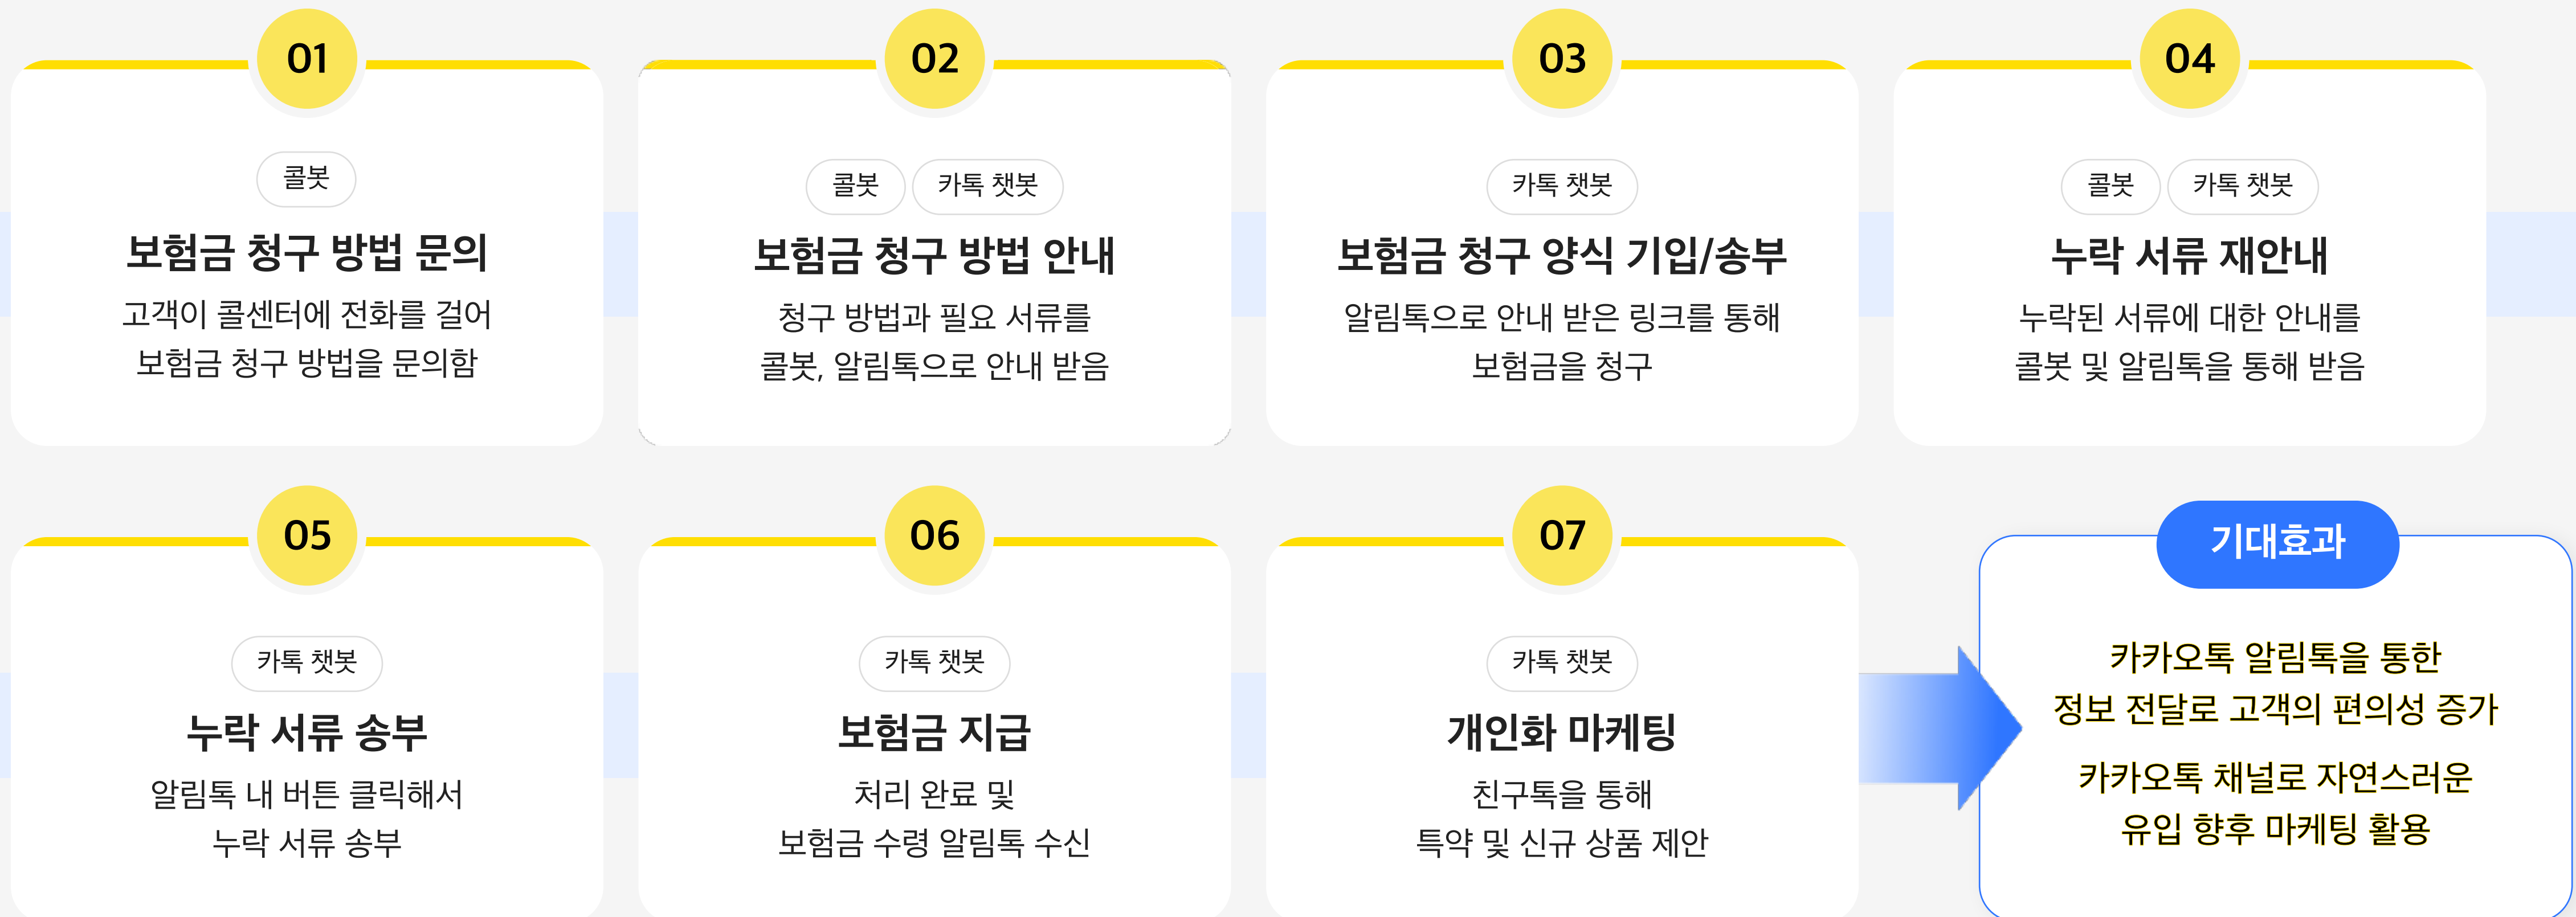 01
콜봇
보험금 청구 방법 문의
고객이 콜센터에 전화를 걸어
보험금 청구 방법을 문의함
02
콜봇 카톡 챗봇
보험금 청구 방법 안내
청구 방법과 필요 서류를
콜봇, 알림톡으로 안내 받음
03
카톡 챗봇
보험금 청구 양식 기입/송부
알림톡으로 안내 받은 링크를 통해
보험금을 청구
04
콜봇 카톡 챗봇
누락 서류 재안내
누락된 서류에 대한 안내를
콜봇 및 알림톡을 통해 받음
05
카톡 챗봇
누락 서류 송부
알림톡 내 버튼 클릭해서
누락 서류 송부
06
카톡 챗봇
보험금 지급
처리 완료 및
보험금 수령 알림톡 수신
07
카톡 챗봇
개인화 마케팅
친구톡을 통해
특약 및 신규 상품 제안
기대효과
카카오톡 알림톡을 통한
정보 전달로 고객의 편의성 증가
카카오톡 채널로 자연스러운
유입 향후 마케팅 활용